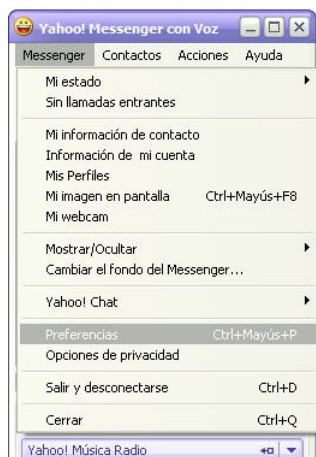 Yahoo! Messenger con Voz
Messenger Contactos Acciones Ayuda
Mi estado
Sin llamadas entrantes
Mi información de contacto
Información de mi cuenta
Mis Perfiles
Mi imagen en pantalla Ctrl+Mayús+F8
Mi webcam
Mostrar/Ocultar
Cambiar el fondo del Messenger...
Yahoo! Chat
Preferencias Ctrl+Mayús+P
Opciones de privacidad
Salir y desconectarse Ctrl+D
Cerrar Ctrl+Q
Yahoo! Música Radio